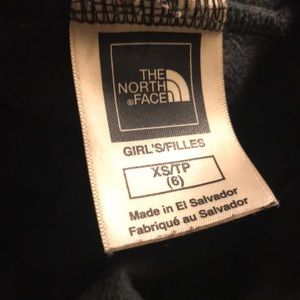 THE
NORTH
FACE
GIRL'S/FILLES
XS/TP
(6)
Made in El Salvador
Fabriqué au Salvador